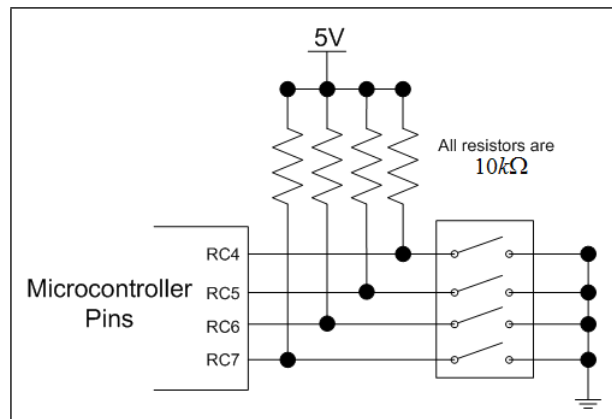 5V
All resistors are
10kΩ
RC4
Microcontroller
Pins
RC5
RC6
RC7